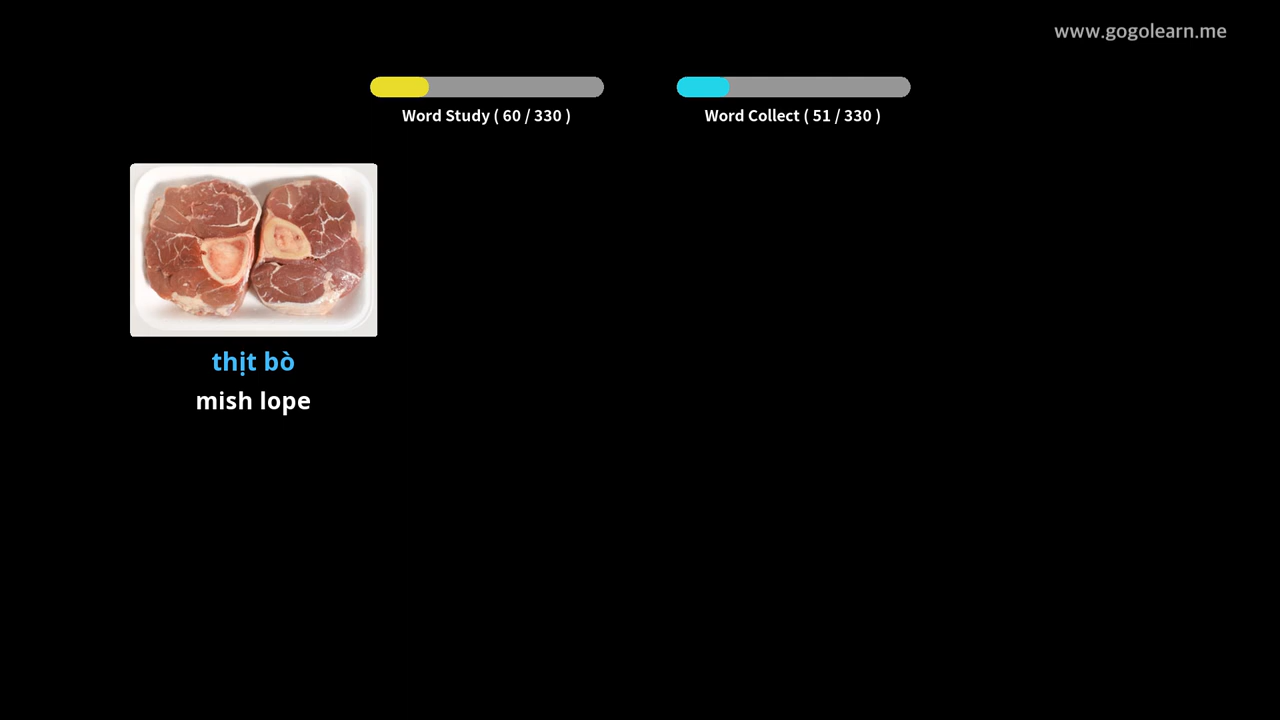 www.gogolearn.me
Word Study ( 60 / 330 )
Word Collect ( 51 / 330 )
thịt bò
mish lope